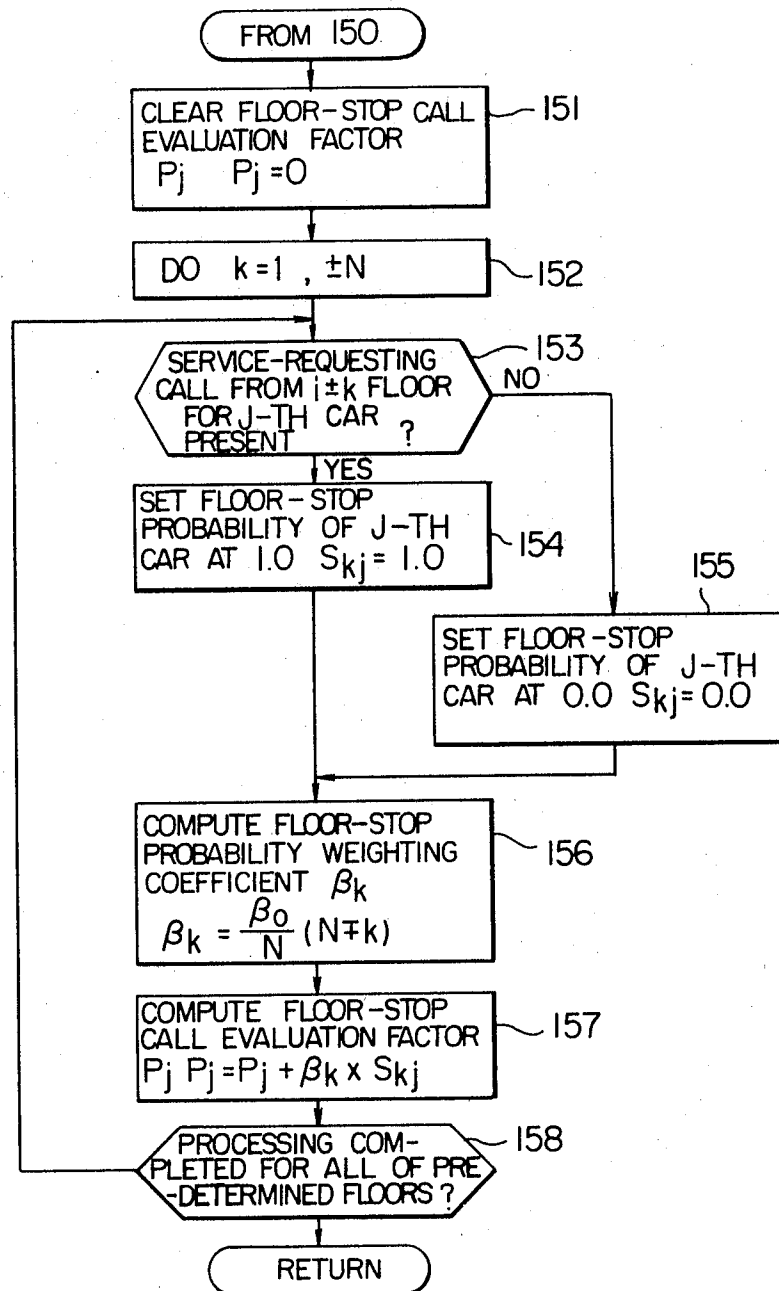 FROM 150
CLEAR FLOOR-STOP CALL
EVALUATION FACTOR
Pj Pj = 0
151
DO k = 1 , ±N
152
SERVICE-REQUESTING
CALL FROM i±k FLOOR
FOR J-TH CAR
PRESENT ?
153
NO
YES
SET FLOOR-STOP
PROBABILITY OF J-TH
CAR AT 1.0 Skj = 1.0
154
155
SET FLOOR-STOP
PROBABILITY OF J-TH
CAR AT 0.0 Skj = 0.0
COMPUTE FLOOR-STOP
PROBABILITY WEIGHTING
COEFFICIENT βk
βk = β0/N (N∓k)
156
COMPUTE FLOOR-STOP
CALL EVALUATION FACTOR
Pj Pj = Pj + βk x Skj
157
PROCESSING COM-
PLETED FOR ALL OF PRE
-DETERMINED FLOORS ?
158
RETURN